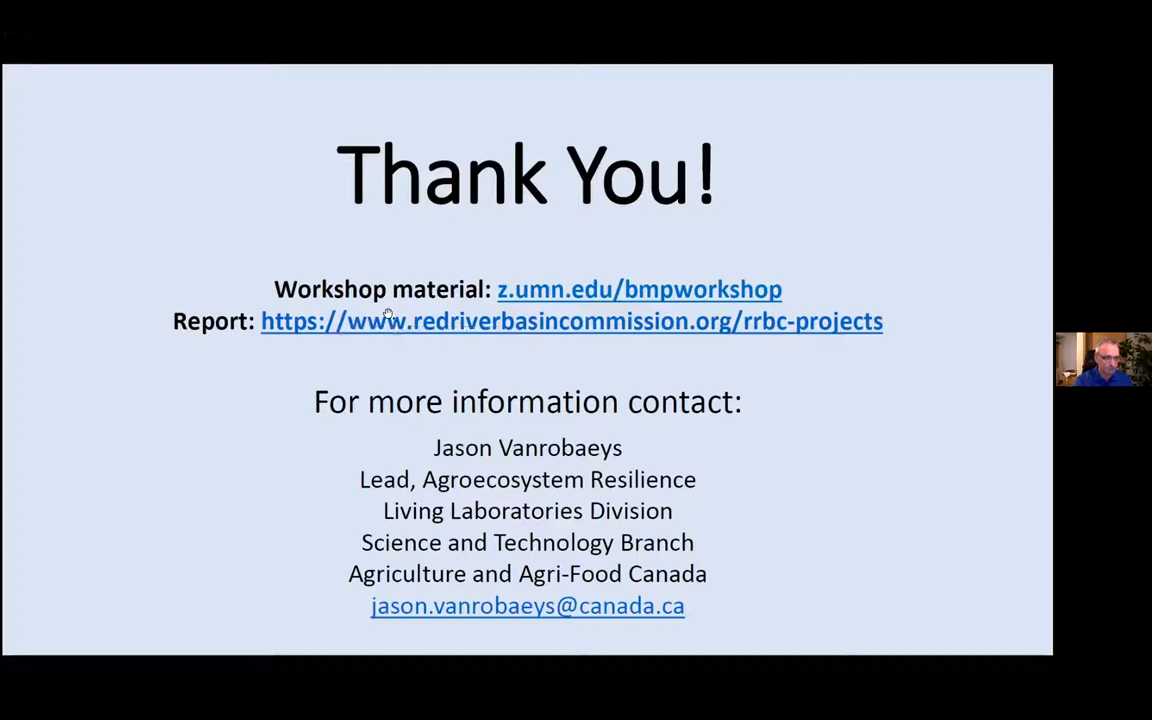 Thank You!
Workshop material: z.umn.edu/bmpworkshop
Report: https://www.redriverbasincommission.org/rrbc-projects
For more information contact:
Jason Vanrobaeys
Lead, Agroecosystem Resilience
Living Laboratories Division
Science and Technology Branch
Agriculture and Agri-Food Canada
jason.vanrobaeys@canada.ca